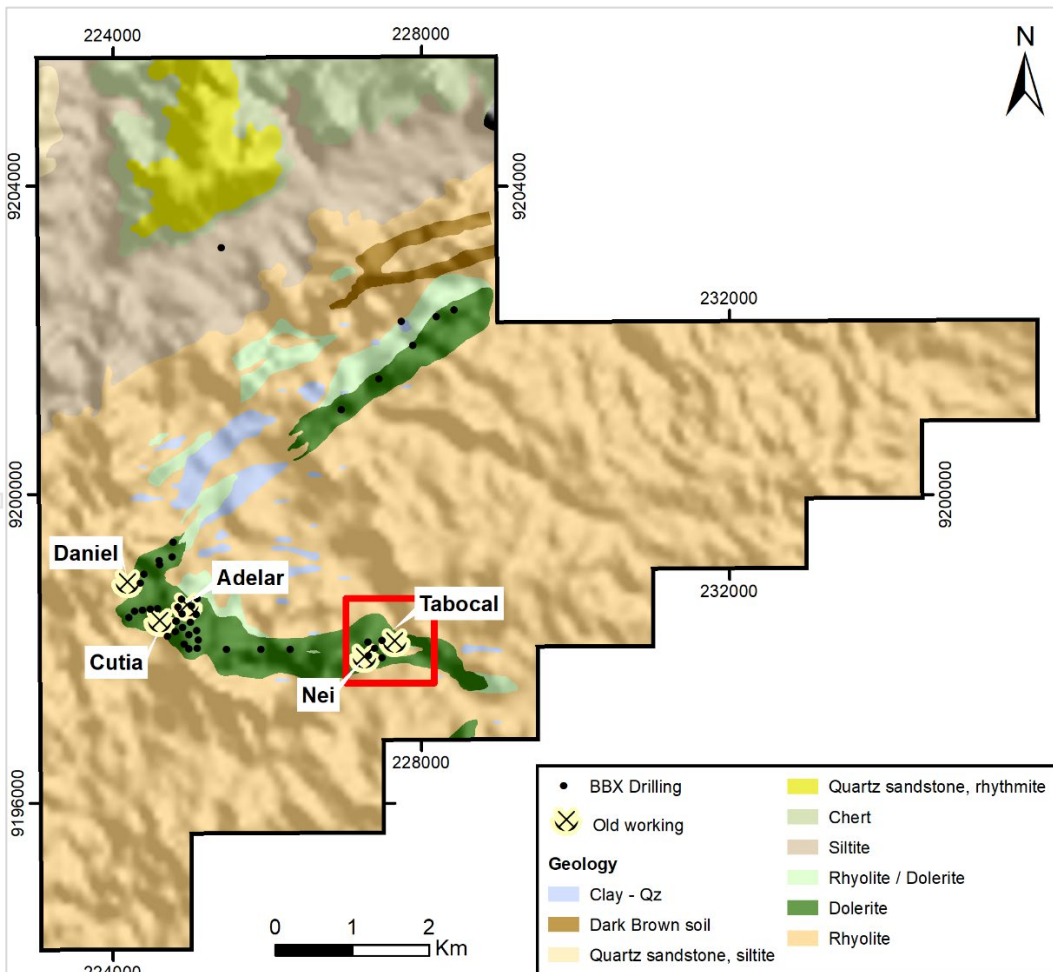 224000
228000
N
9204000
9204000
232000
9200000
9200000
Daniel
Adelar
Tabocal
232000
Cutia
Nei
228000
9196000
BBX Drilling
Old working
Geology
Clay - Qz
Dark Brown soil
Quartz sandstone, siltite
Quartz sandstone, rhythmite
Chert
Siltite
Rhyolite / Dolerite
Dolerite
Rhyolite
0 1 2
Km
224000